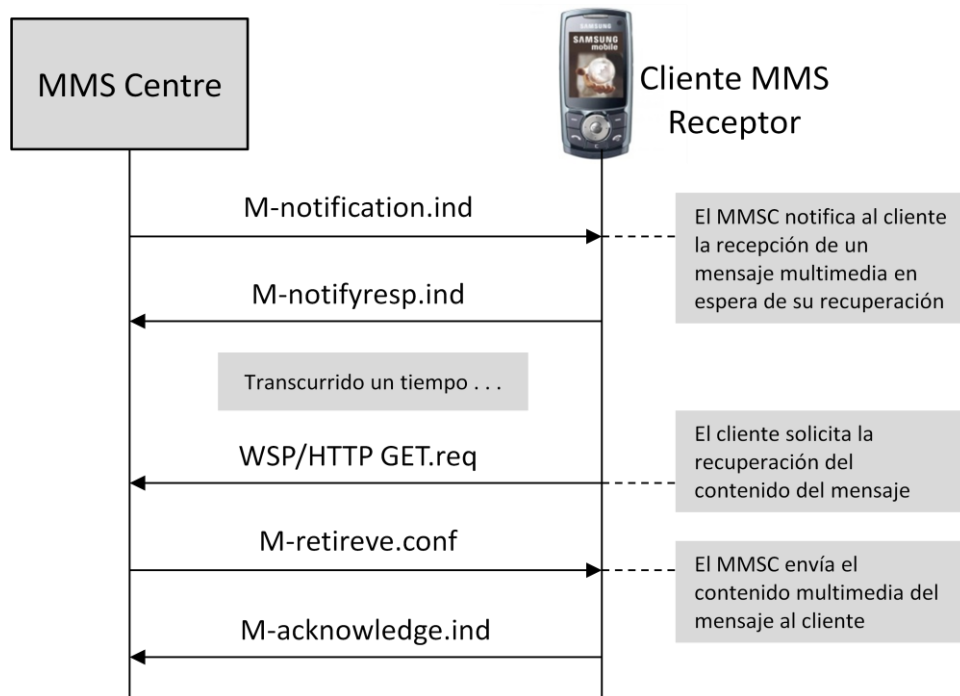 MMS Centre
SAMSUNG
SAMSUNG
mobile
Cliente MMS
Receptor
M-notification.ind
El MMSC notifica al cliente
la recepción de un
mensaje multimedia en
espera de su recuperación
M-notifyresp.ind
Transcurrido un tiempo . . .
WSP/HTTP GET.req
El cliente solicita la
recuperación del
contenido del mensaje
M-retireve.conf
El MMSC envía el
contenido multimedia del
mensaje al cliente
M-acknowledge.ind